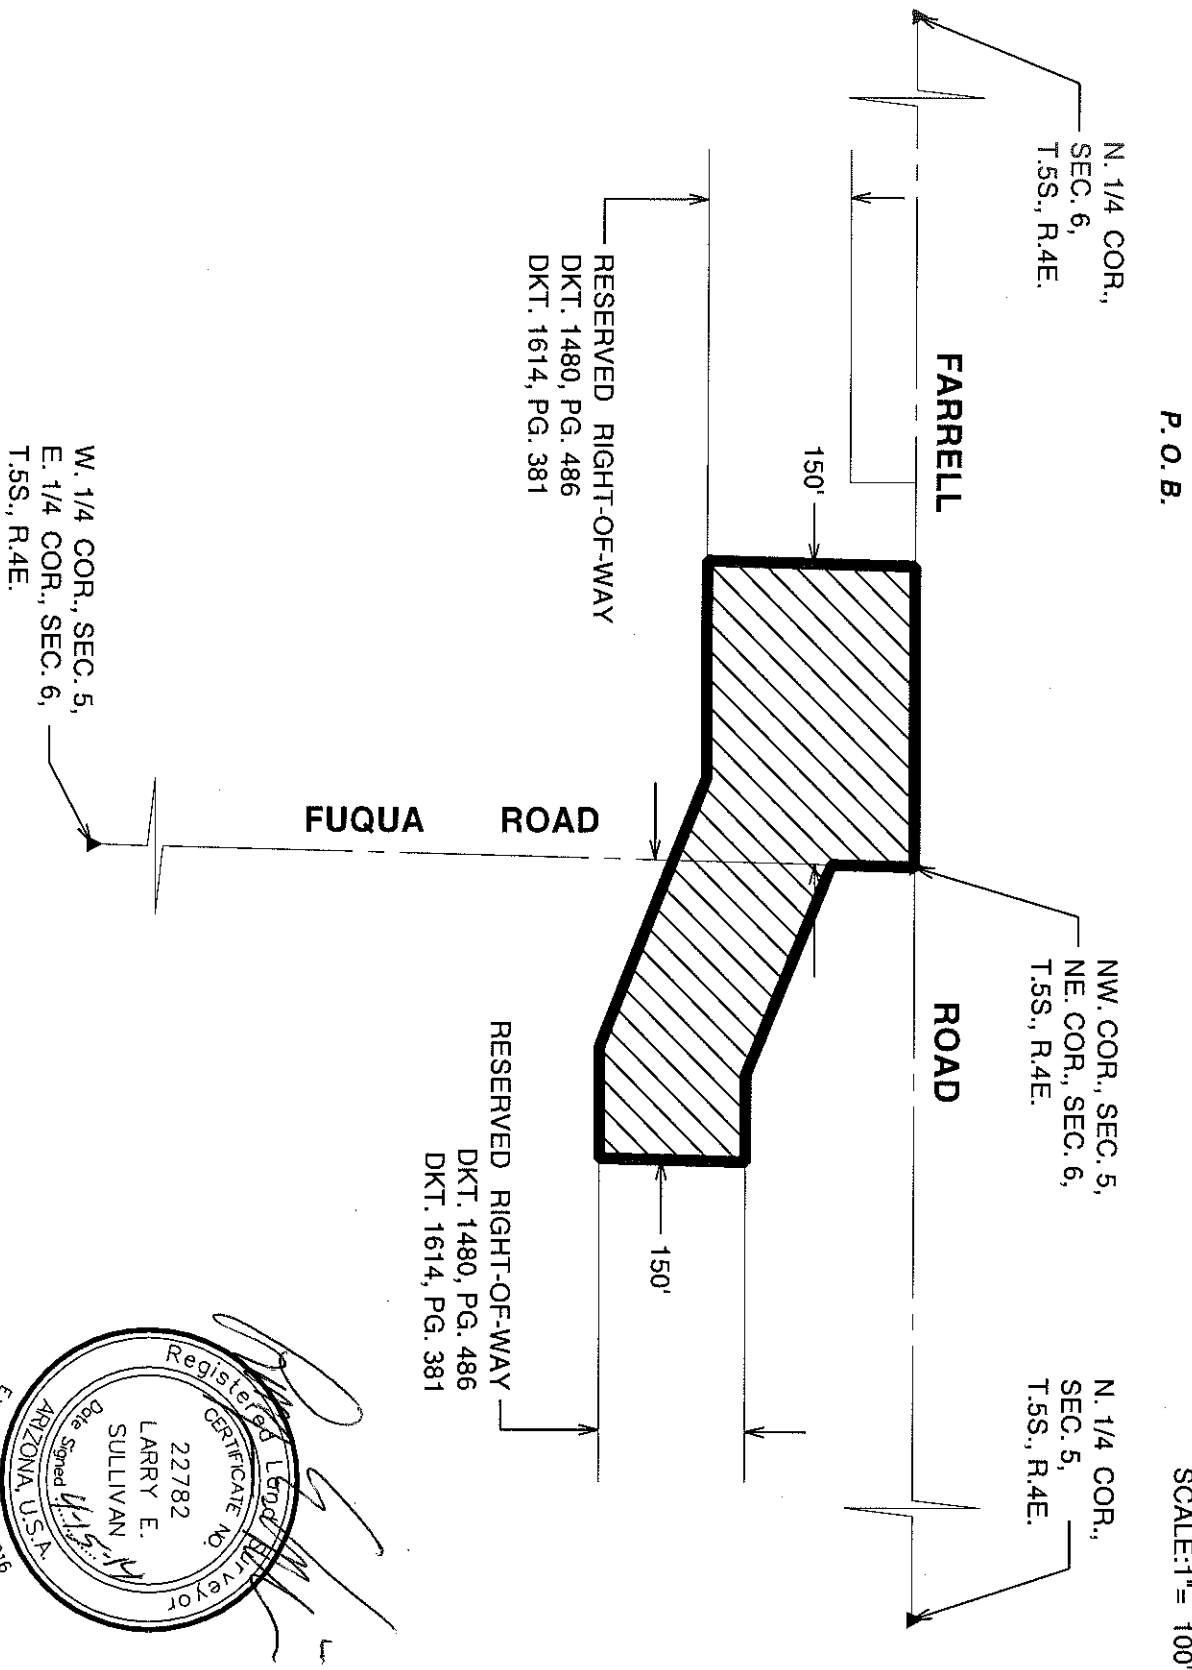 P. O. B.
SCALE:1"= 100'
N. 1/4 COR.,
SEC. 6,
T.5S., R.4E.
NW. COR., SEC. 5,
NE. COR., SEC. 6,
T.5S., R.4E.
N. 1/4 COR.,
SEC. 5,
T.5S., R.4E.
FARRELL
ROAD
150'
RESERVED RIGHT-OF-WAY
DKT. 1480, PG. 486
DKT. 1614, PG. 381
FUQUA ROAD
150'
RESERVED RIGHT-OF-WAY
DKT. 1480, PG. 486
DKT. 1614, PG. 381
W. 1/4 COR., SEC. 5,
E. 1/4 COR., SEC. 6,
T.5S., R.4E.
Registered Land Surveyor
CERTIFICATE NO.
22782
LARRY E.
SULLIVAN
Date Signed 4-15-14
ARIZONA, U.S.A.